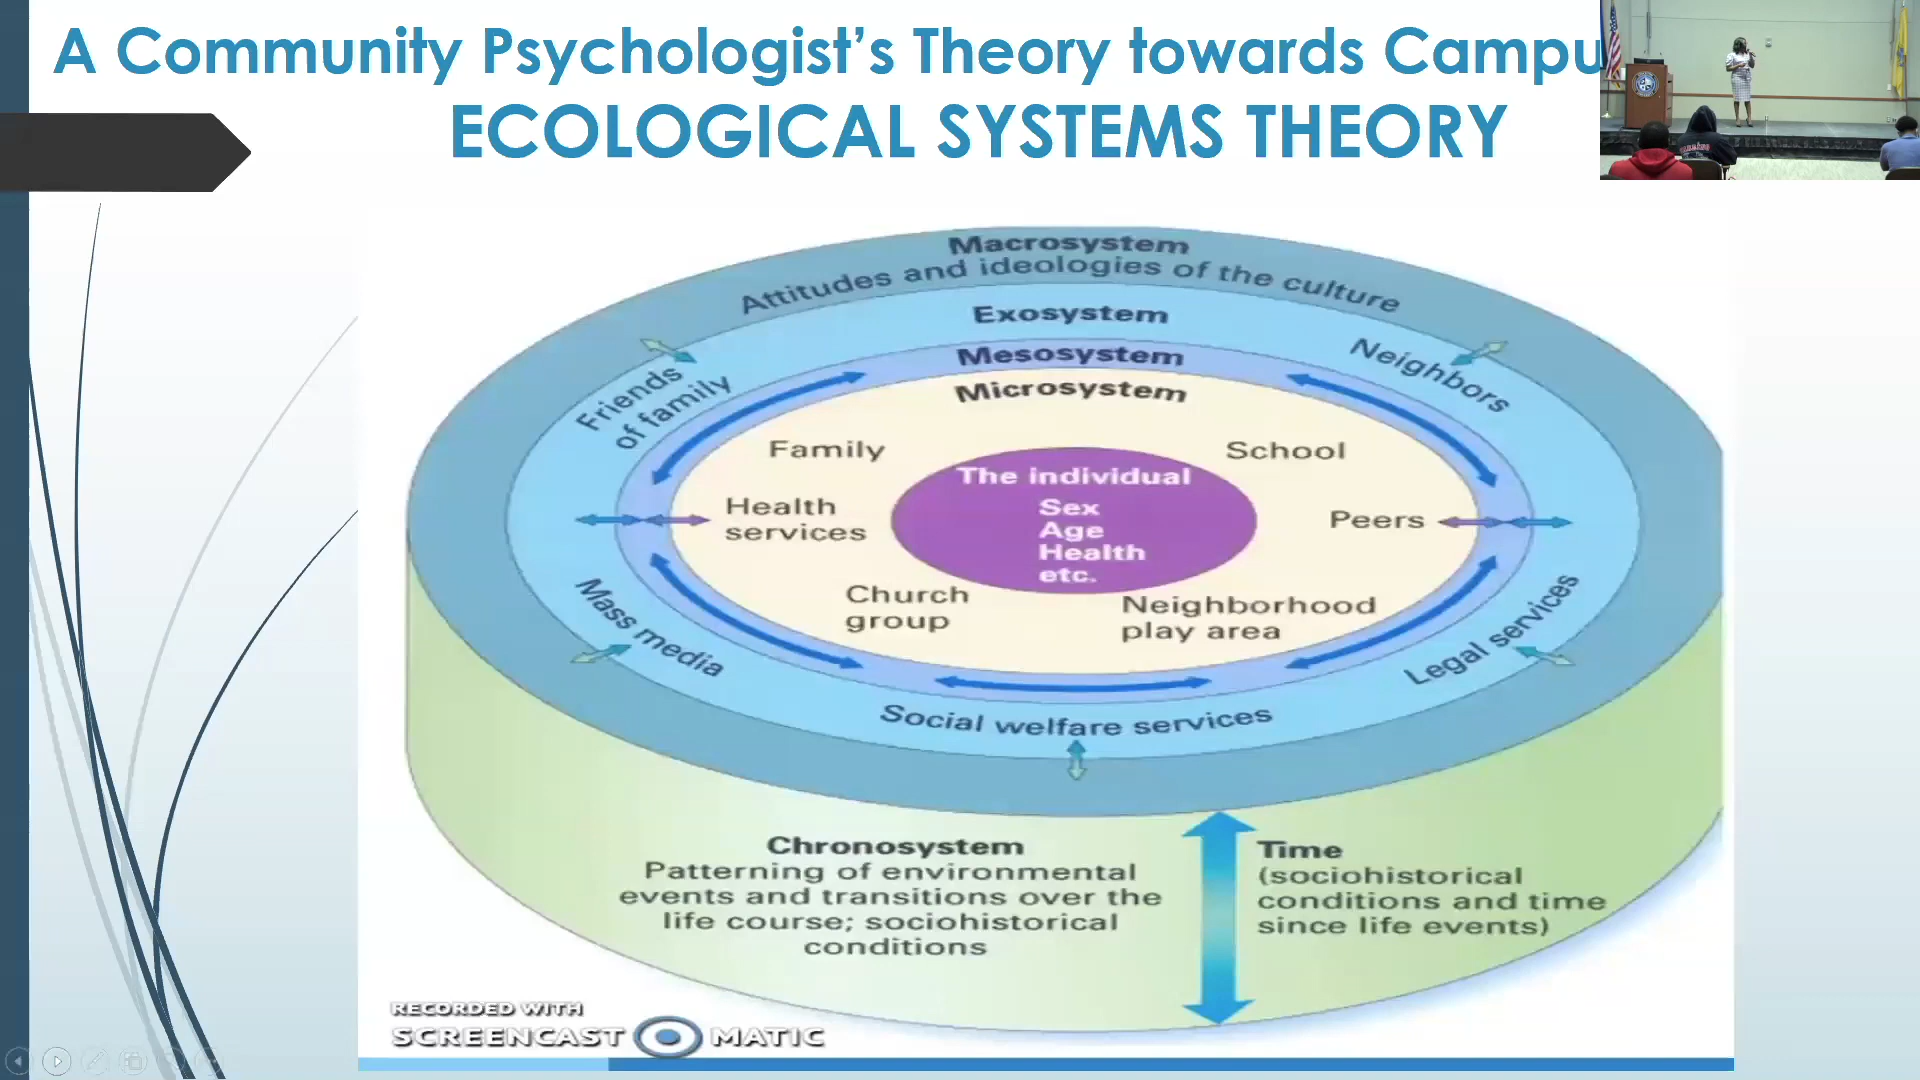 A Community Psychologist's Theory towards Campu
ECOLOGICAL SYSTEMS THEORY
Macrosystem
Attitudes and ideologies of the culture
Exosystem
Mesosystem
Microsystem
Friends
of family
Neighbors
Family
School
The individual
Sex
Age
Health
etc.
Health
services
Peers
Church
group
Neighborhood
play area
Mass media
Legal services
Social welfare services
Chronosystem
Patterning of environmental
events and transitions over the
life course; sociohistorical
conditions
Time
(sociohistorical
conditions and time
since life events)
RECORDED WITH
SCREENCAST MATIC